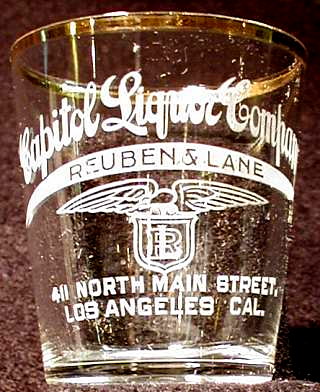 Capitol Liquor Company
REUBEN & LANE
RL
411 NORTH MAIN STREET,
LOS ANGELES CAL.